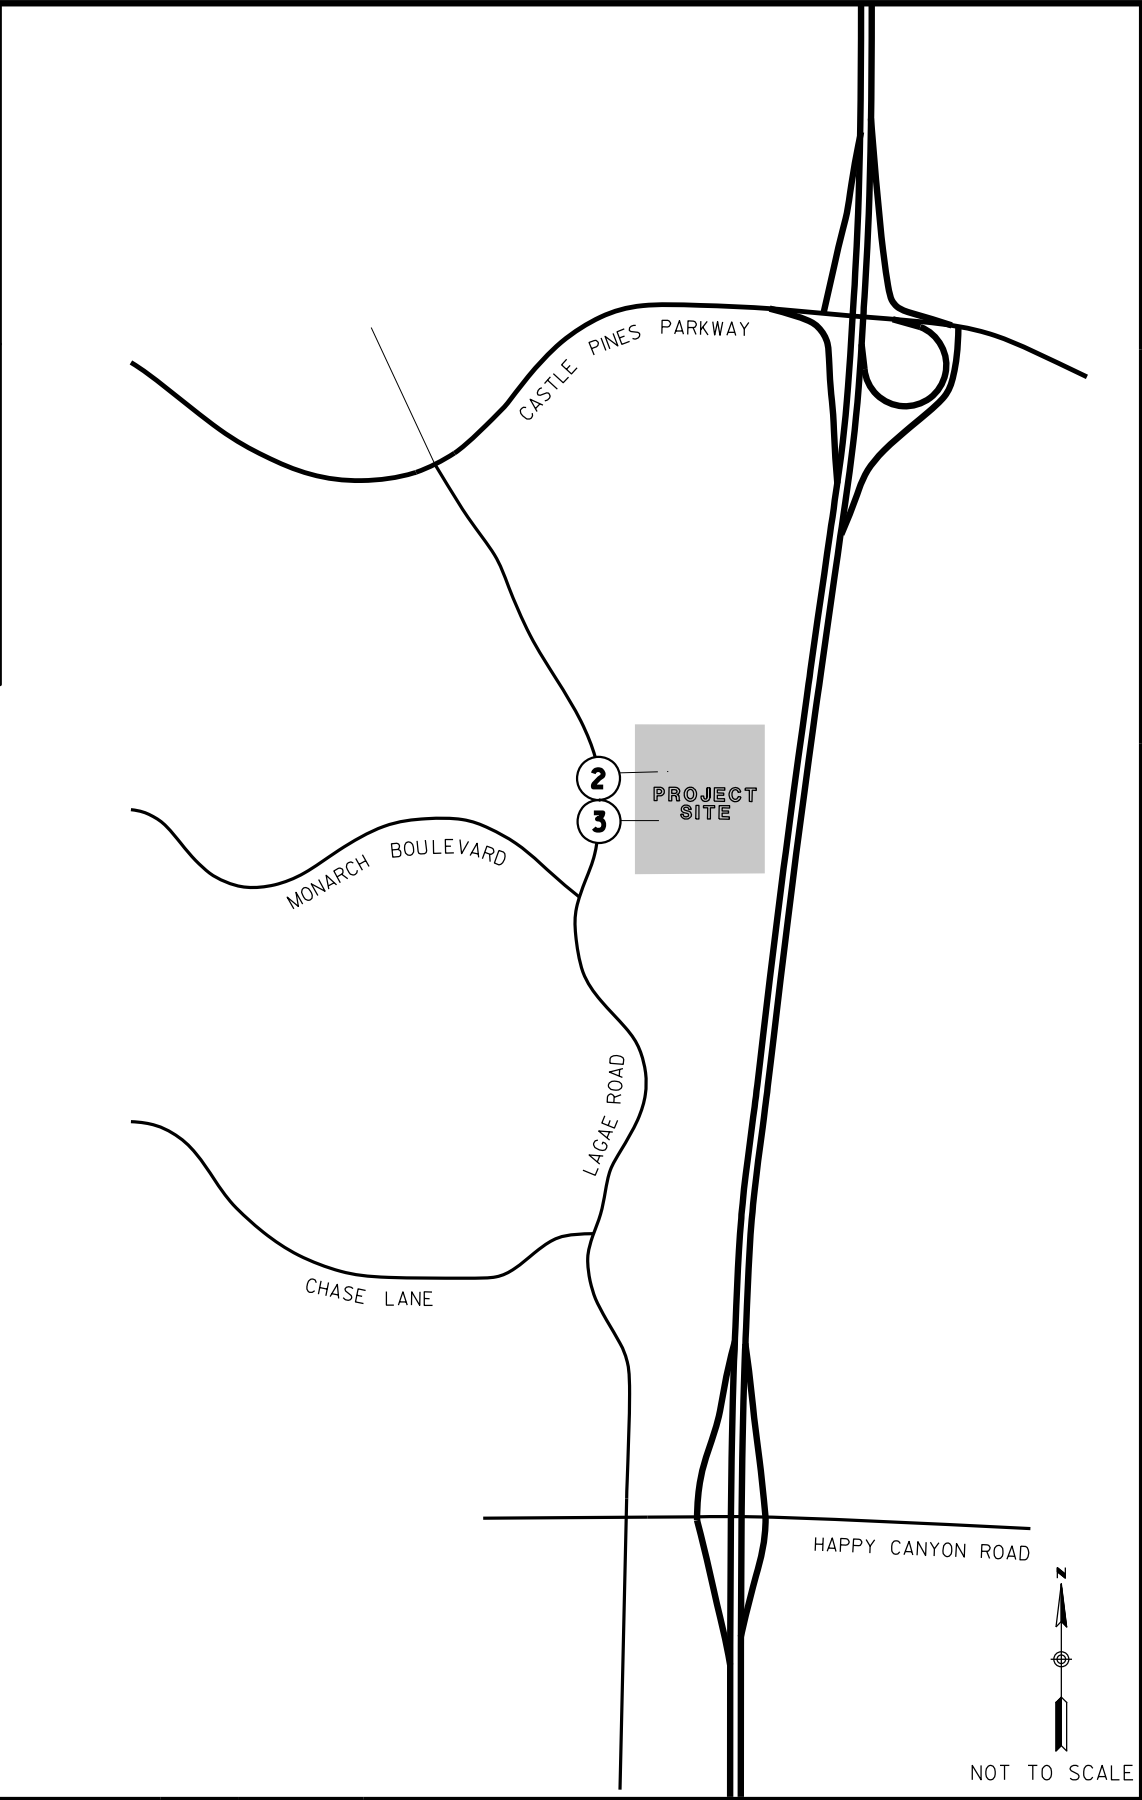 CASTLE PINES PARKWAY
2
PROJECT
SITE
3
MONARCH BOULEVARD
LAGAE ROAD
CHASE LANE
HAPPY CANYON ROAD
N
NOT TO SCALE